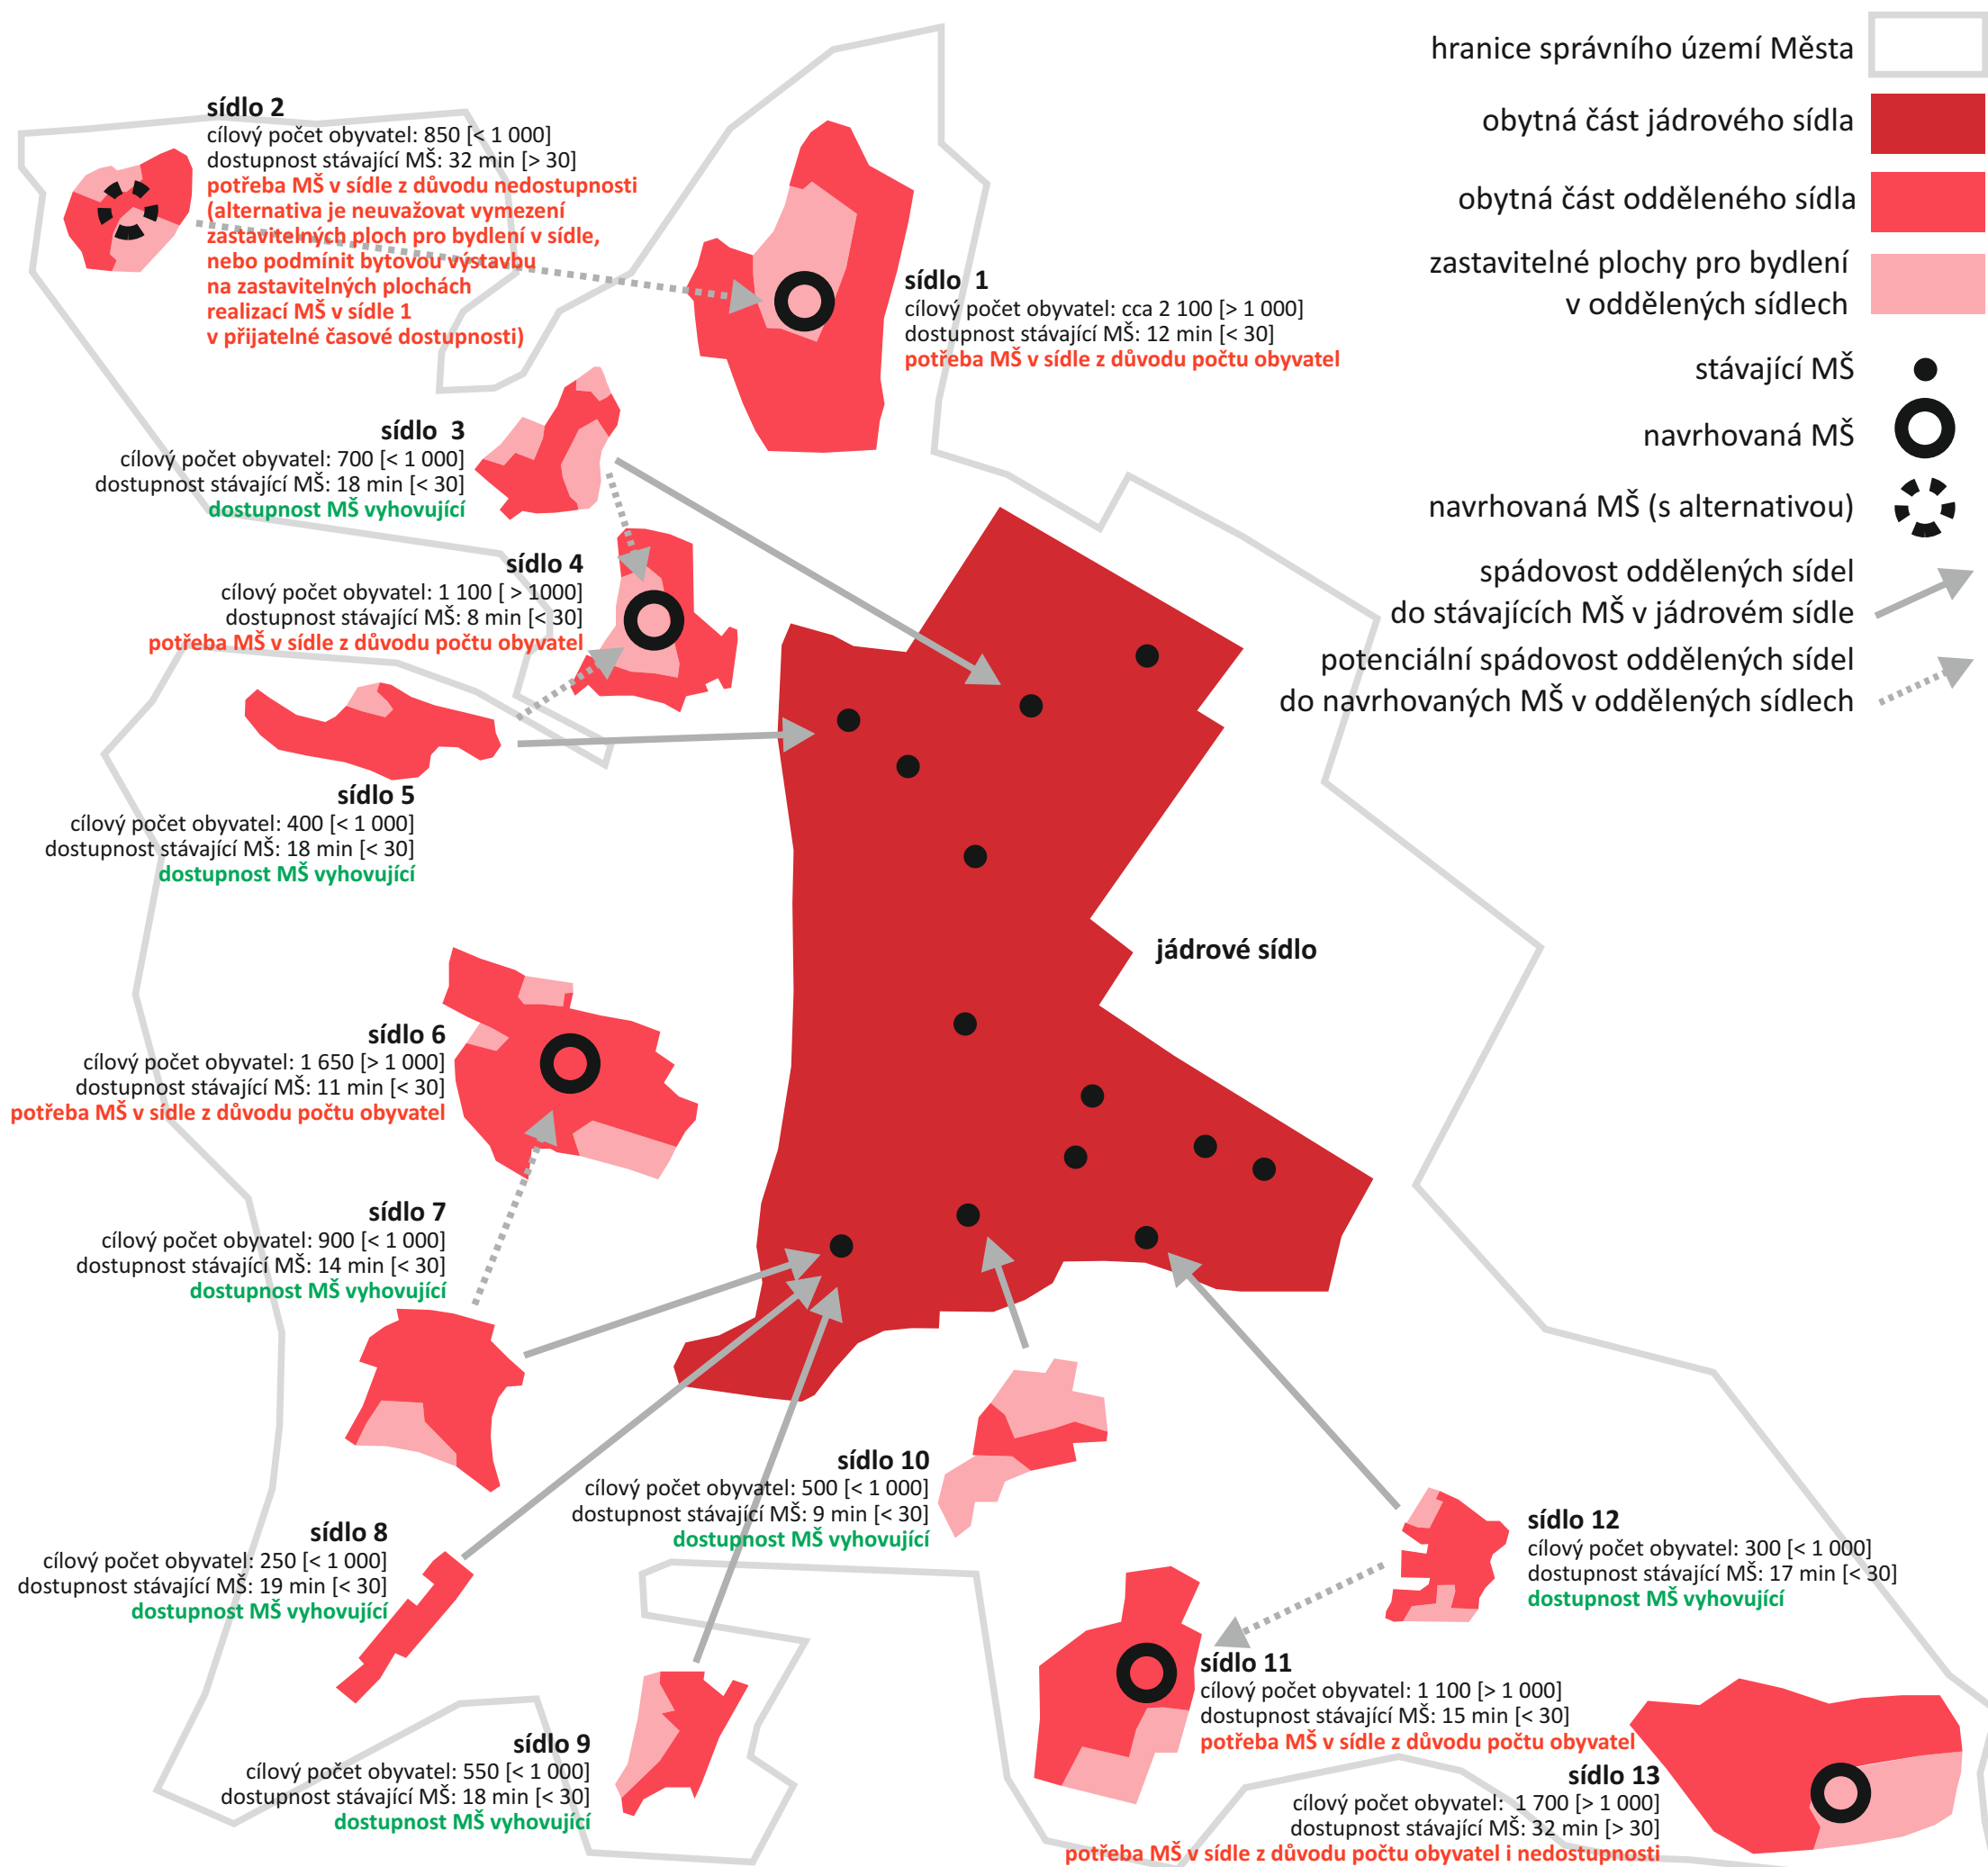 hranice správního území Města
obytná část jádrového sídla
obytná část odděleného sídla
zastavitelné plochy pro bydlení
v oddělených sídlech
stávající MŠ
navrhovaná MŠ
navrhovaná MŠ (s alternativou)
spádovost oddělených sídel
do stávajících MŠ v jádrovém sídle
potenciální spádovost oddělených sídel
do navrhovaných MŠ v oddělených sídlech
sídlo 2
cílový počet obyvatel: 850 [< 1 000]
dostupnost stávající MŠ: 32 min [> 30]
potřeba MŠ v sídle z důvodu nedostupnosti
(alternativa je neuvažovat vymezení
zastavitelných ploch pro bydlení v sídle,
nebo podmínit bytovou výstavbu
na zastavitelných plochách
realizací MŠ v sídle 1
v přijatelné časové dostupnosti)
sídlo 1
cílový počet obyvatel: cca 2 100 [> 1 000]
dostupnost stávající MŠ: 12 min [< 30]
potřeba MŠ v sídle z důvodu počtu obyvatel
sídlo 3
cílový počet obyvatel: 700 [< 1 000]
dostupnost stávající MŠ: 18 min [< 30]
dostupnost MŠ vyhovující
sídlo 4
cílový počet obyvatel: 1 100 [ > 1000]
dostupnost stávající MŠ: 8 min [< 30]
potřeba MŠ v sídle z důvodu počtu obyvatel
sídlo 5
cílový počet obyvatel: 400 [< 1 000]
dostupnost stávající MŠ: 18 min [< 30]
dostupnost MŠ vyhovující
jádrové sídlo
sídlo 6
cílový počet obyvatel: 1 650 [> 1 000]
dostupnost stávající MŠ: 11 min [< 30]
potřeba MŠ v sídle z důvodu počtu obyvatel
sídlo 7
cílový počet obyvatel: 900 [< 1 000]
dostupnost stávající MŠ: 14 min [< 30]
dostupnost MŠ vyhovující
sídlo 8
cílový počet obyvatel: 250 [< 1 000]
dostupnost stávající MŠ: 19 min [< 30]
dostupnost MŠ vyhovující
sídlo 9
cílový počet obyvatel: 550 [< 1 000]
dostupnost stávající MŠ: 18 min [< 30]
dostupnost MŠ vyhovující
sídlo 10
cílový počet obyvatel: 500 [< 1 000]
dostupnost stávající MŠ: 9 min [< 30]
dostupnost MŠ vyhovující
sídlo 12
cílový počet obyvatel: 300 [< 1 000]
dostupnost stávající MŠ: 17 min [< 30]
dostupnost MŠ vyhovující
sídlo 11
cílový počet obyvatel: 1 100 [> 1 000]
dostupnost stávající MŠ: 15 min [< 30]
potřeba MŠ v sídle z důvodu počtu obyvatel
sídlo 13
cílový počet obyvatel: 1 700 [> 1 000]
dostupnost stávající MŠ: 32 min [> 30]
potřeba MŠ v sídle z důvodu počtu obyvatel i nedostupnosti